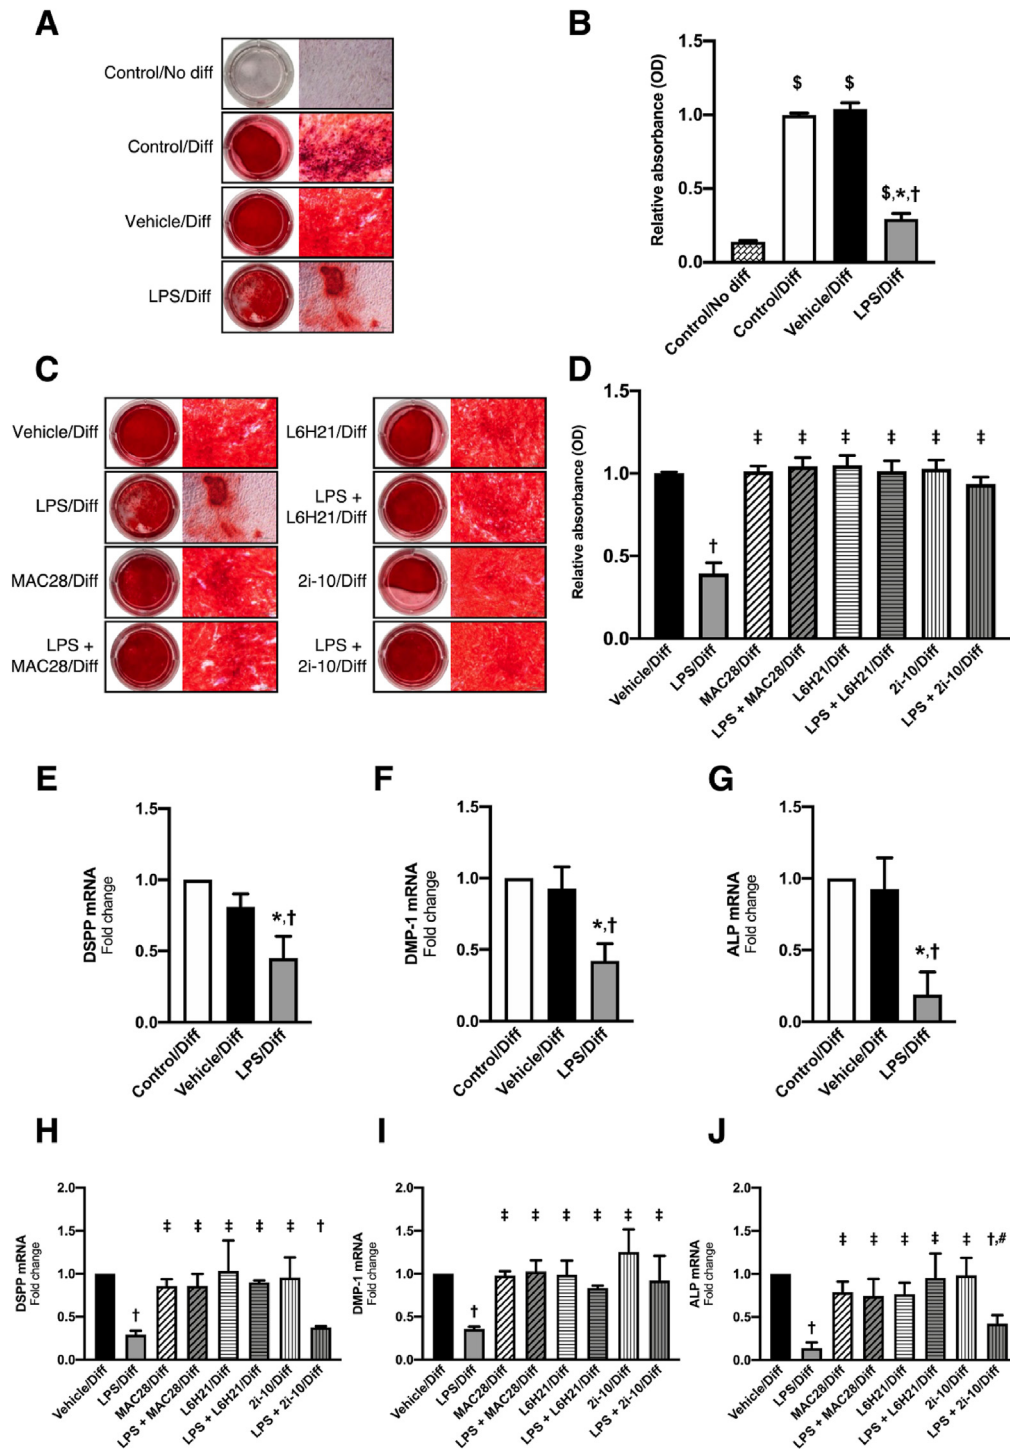 A
Control/No diff
Control/Diff
Vehicle/Diff
LPS/Diff
B
Relative absorbance (OD)
1.5
1.0
0.5
0.0
$
$
$,*,†
Control/No diff
Control/Diff
Vehicle/Diff
LPS/Diff
C
Vehicle/Diff
LPS/Diff
MAC28/Diff
LPS +
MAC28/Diff
L6H21/Diff
LPS +
L6H21/Diff
2i-10/Diff
LPS +
2i-10/Diff
D
Relative absorbance (OD)
1.5
1.0
0.5
0.0
†
‡
‡
‡
‡
‡
‡
Vehicle/Diff
LPS/Diff
MAC28/Diff
LPS + MAC28/Diff
L6H21/Diff
LPS + L6H21/Diff
2i-10/Diff
LPS + 2i-10/Diff
E
DSPP mRNA
Fold change
1.5
1.0
0.5
0.0
*,†
Control/Diff
Vehicle/Diff
LPS/Diff
F
DMP-1 mRNA
Fold change
1.5
1.0
0.5
0.0
*,†
Control/Diff
Vehicle/Diff
LPS/Diff
G
ALP mRNA
Fold change
1.5
1.0
0.5
0.0
*,†
Control/Diff
Vehicle/Diff
LPS/Diff
H
DSPP mRNA
Fold change
2.0
1.5
1.0
0.5
0.0
†
‡
‡
‡
‡
‡
†
Vehicle/Diff
LPS/Diff
MAC28/Diff
LPS + MAC28/Diff
L6H21/Diff
LPS + L6H21/Diff
2i-10/Diff
LPS + 2i-10/Diff
I
DMP-1 mRNA
Fold change
2.0
1.5
1.0
0.5
0.0
†
‡
‡
‡
‡
‡
‡
Vehicle/Diff
LPS/Diff
MAC28/Diff
LPS + MAC28/Diff
L6H21/Diff
LPS + L6H21/Diff
2i-10/Diff
LPS + 2i-10/Diff
J
ALP mRNA
Fold change
2.0
1.5
1.0
0.5
0.0
†
‡
‡
‡
‡
‡
†,#
Vehicle/Diff
LPS/Diff
MAC28/Diff
LPS + MAC28/Diff
L6H21/Diff
LPS + L6H21/Diff
2i-10/Diff
LPS + 2i-10/Diff